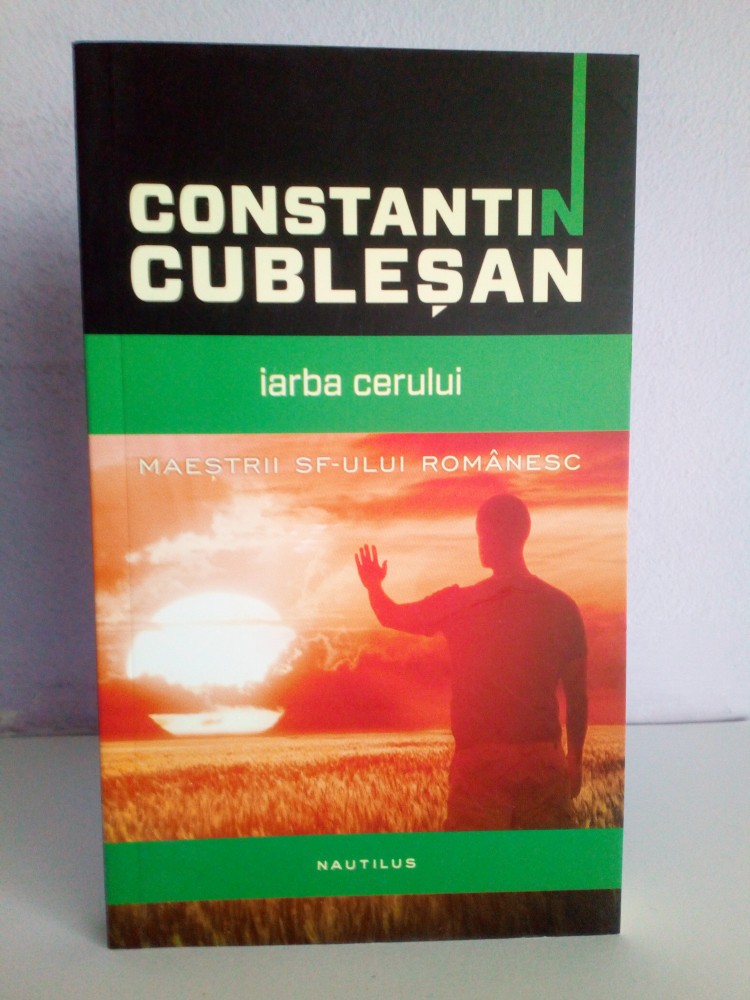 CONSTANTIN
CUBLEȘAN
iarba cerului
MAEȘTRII SF-ULUI ROMÂNESC
NAUTILUS